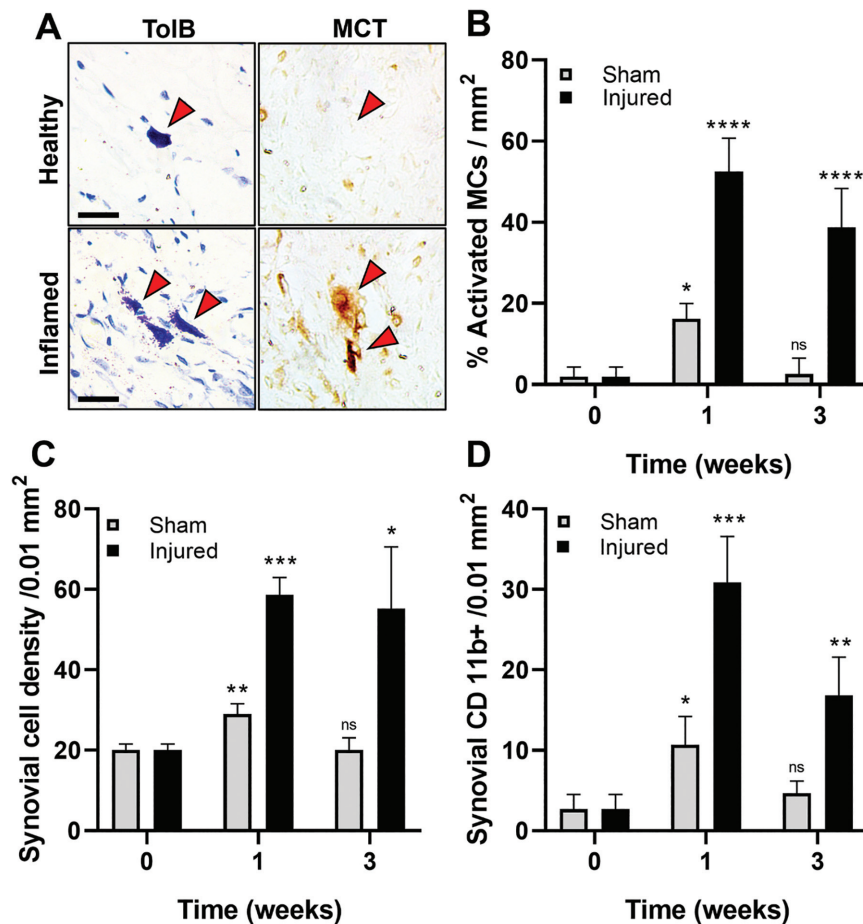 A
TolB
MCT
Healthy
Inflamed
B
% Activated MCs / mm²
80
60
40
20
0
Sham
Injured
*
****
ns
****
0
1
3
Time (weeks)
C
Synovial cell density /0.01 mm²
80
60
40
20
0
Sham
Injured
**
***
ns
*
0
1
3
Time (weeks)
D
Synovial CD 11b+ /0.01 mm²
40
30
20
10
0
Sham
Injured
*
***
ns
**
0
1
3
Time (weeks)